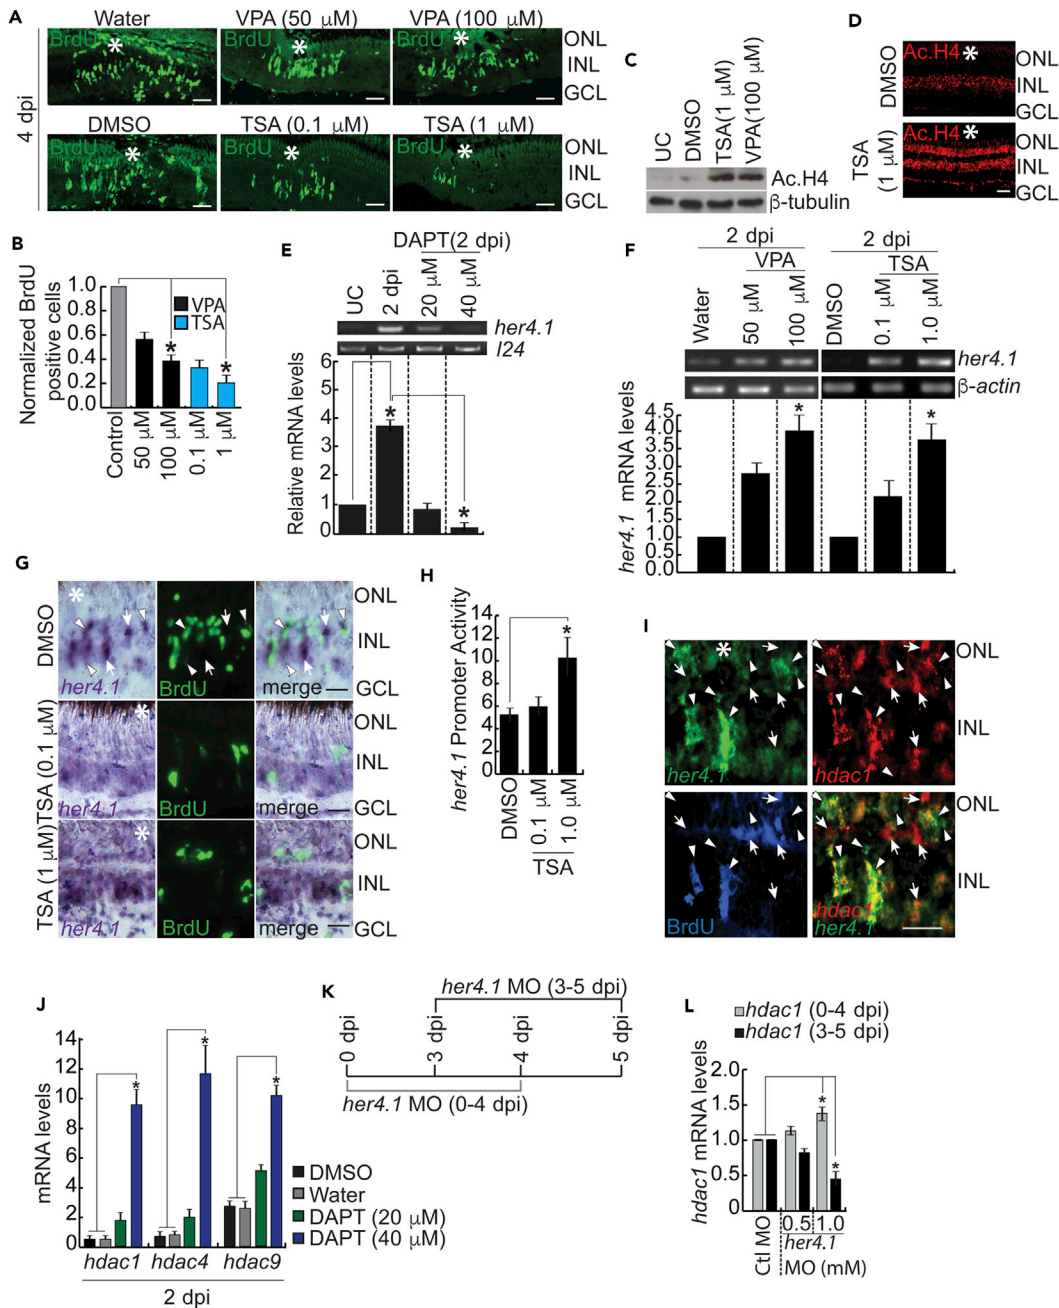 A
Water
VPA (50 µM)
VPA (100 µM)
BrdU
BrdU
BrdU
ONL
INL
GCL
4 dpi
DMSO
TSA (0.1 µM)
TSA (1 µM)
BrdU
BrdU
BrdU
ONL
INL
GCL
B
Normalized BrdU
positive cells
1.0
0.8
0.6
0.4
0.2
0.0
VPA
TSA
*
*
Control
50 µM
100 µM
0.1 µM
1 µM
C
UC
DMSO
TSA(1 µM)
VPA(100 µM)
Ac.H4
β-tubulin
D
DMSO
Ac.H4
ONL
INL
GCL
TSA
(1 µM)
Ac.H4
ONL
INL
GCL
E
DAPT(2 dpi)
UC
2 dpi
20 µM
40 µM
her4.1
l24
Relative mRNA levels
6
5
4
3
2
1
0
*
*
F
2 dpi
2 dpi
VPA
TSA
Water
50 µM
100 µM
DMSO
0.1 µM
1.0 µM
her4.1
β-actin
her4.1 mRNA levels
4.5
4.0
3.5
3.0
2.5
2.0
1.0
0.5
*
*
G
DMSO
her4.1
BrdU
merge
ONL
INL
GCL
TSA (0.1 µM)
her4.1
BrdU
merge
ONL
INL
GCL
TSA (1 µM)
her4.1
BrdU
merge
ONL
INL
GCL
H
her4.1 Promoter Activity
14
12
10
8
6
4
2
0
*
DMSO
0.1 µM
1.0 µM
TSA
I
her4.1
hdac1
ONL
INL
BrdU
hdac1
her4.1
ONL
INL
J
mRNA levels
14
12
10
8
6
4
2
0
*
*
*
hdac1
hdac4
hdac9
2 dpi
DMSO
Water
DAPT (20 µM)
DAPT (40 µM)
K
her4.1 MO (3-5 dpi)
0 dpi
3 dpi
4 dpi
5 dpi
her4.1 MO (0-4 dpi)
L
hdac1 (0-4 dpi)
hdac1 (3-5 dpi)
hdac1 mRNA levels
2.0
1.5
1.0
0.5
0
*
*
Ctl MO
0.5
1.0
her4.1
MO (mM)